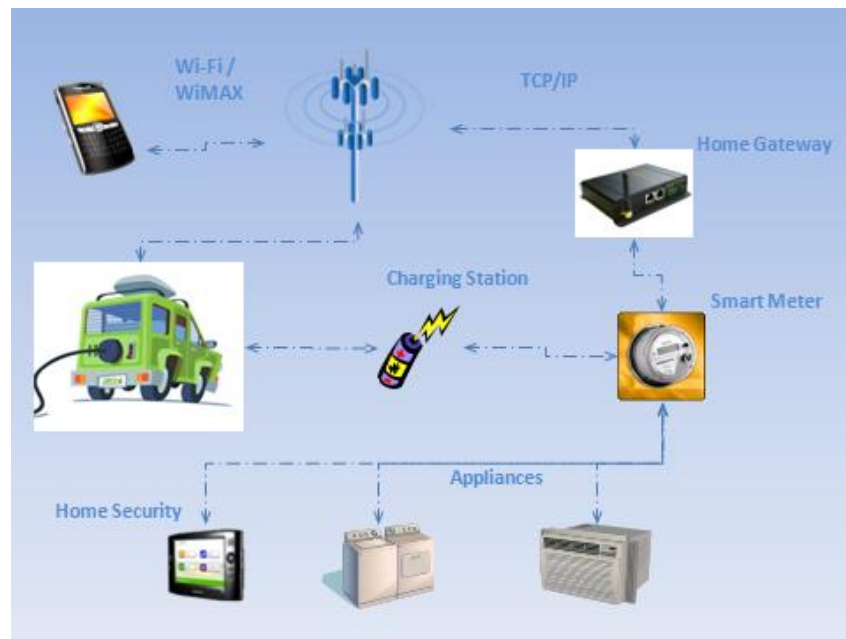 Wi-Fi /
WiMAX
TCP/IP
Home Gateway
Charging Station
Smart Meter
Appliances
Home Security